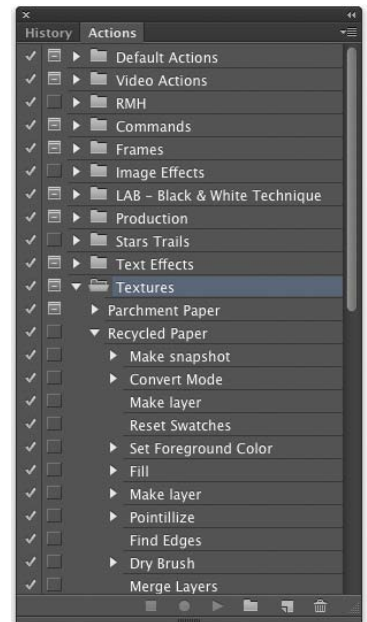 History Actions
Default Actions
Video Actions
RMH
Commands
Frames
Image Effects
LAB – Black & White Technique
Production
Stars Trails
Text Effects
Textures
Parchment Paper
Recycled Paper
Make snapshot
Convert Mode
Make layer
Reset Swatches
Set Foreground Color
Fill
Make layer
Pointillize
Find Edges
Dry Brush
Merge Layers